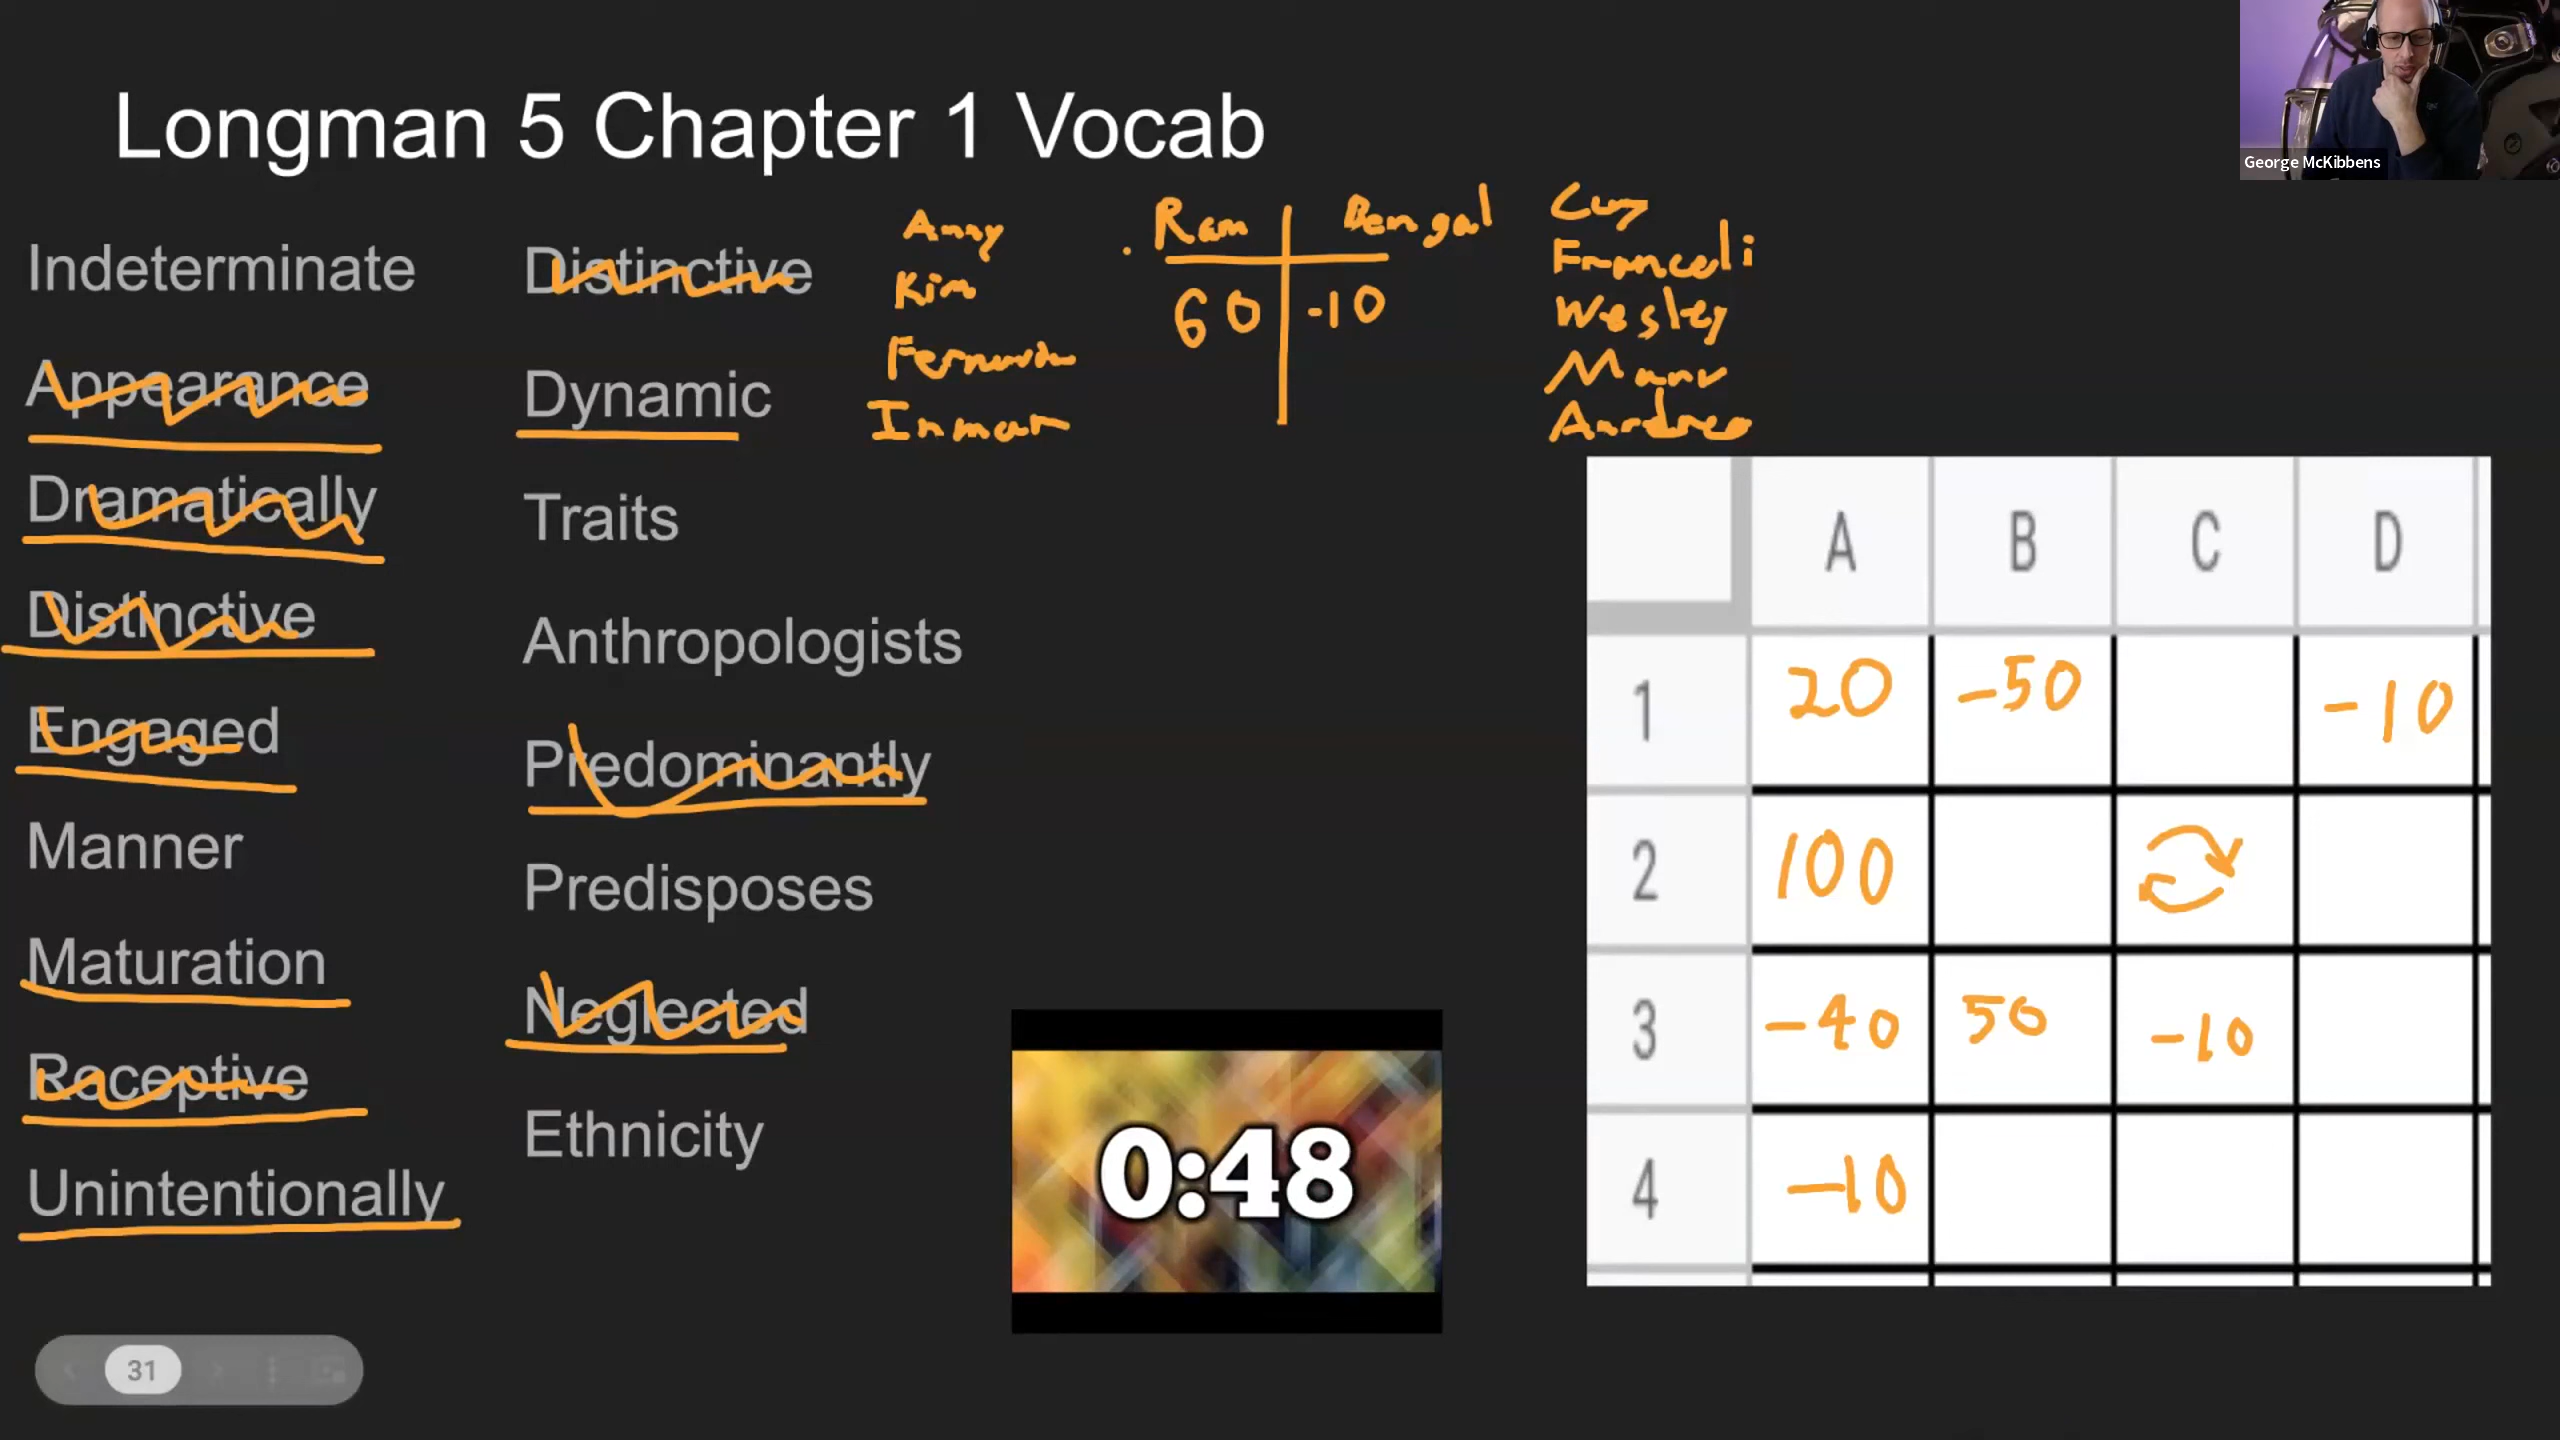 George McKibbens
Longman 5 Chapter 1 Vocab
Indeterminate
Appearance
Dramatically
Distinctive
Engaged
Manner
Maturation
Receptive
Unintentionally
Distinctive
Dynamic
Traits
Anthropologists
Predominantly
Predisposes
Neglected
Ethnicity
Anny
Kim
Inman
Ram Bengal
60 -10
Franceli
Wesley
A B C D
1 20 -50 -10
2 100
3 -40 50 -10
4 -10
0:48
31